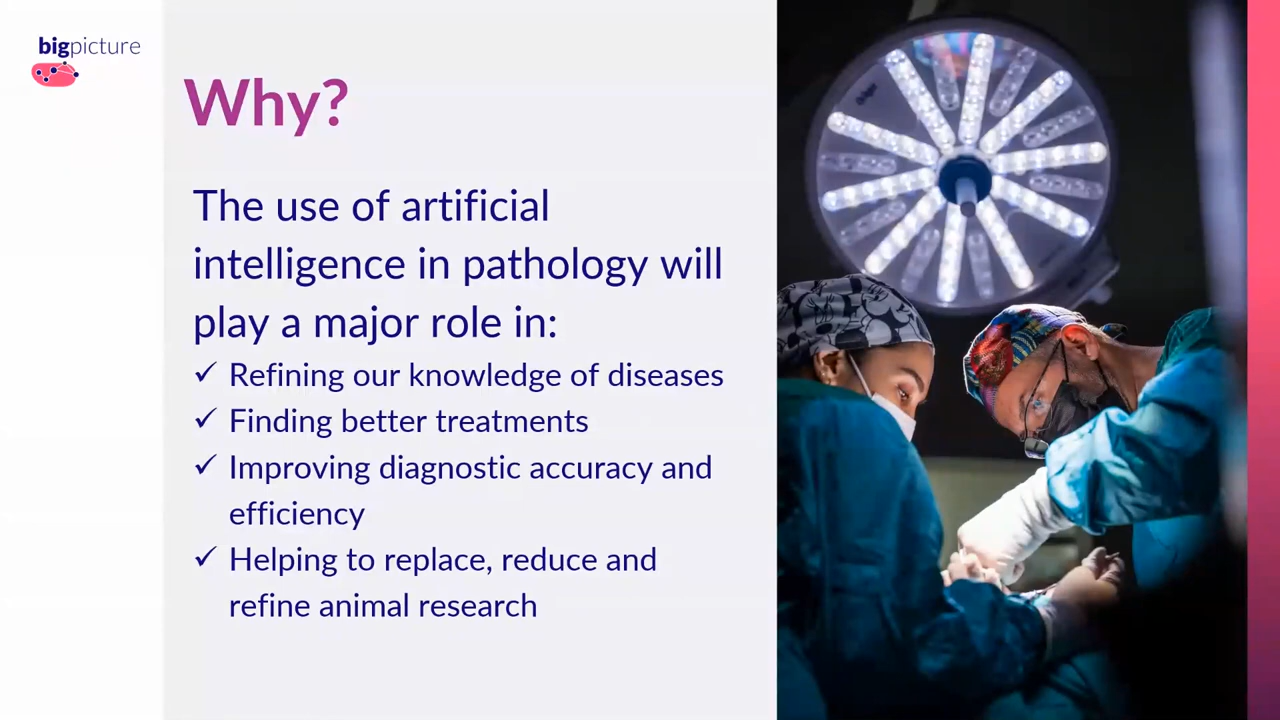 bigpicture
Why?
The use of artificial
intelligence in pathology will
play a major role in:
✓ Refining our knowledge of diseases
✓ Finding better treatments
✓ Improving diagnostic accuracy and
efficiency
✓ Helping to replace, reduce and
refine animal research